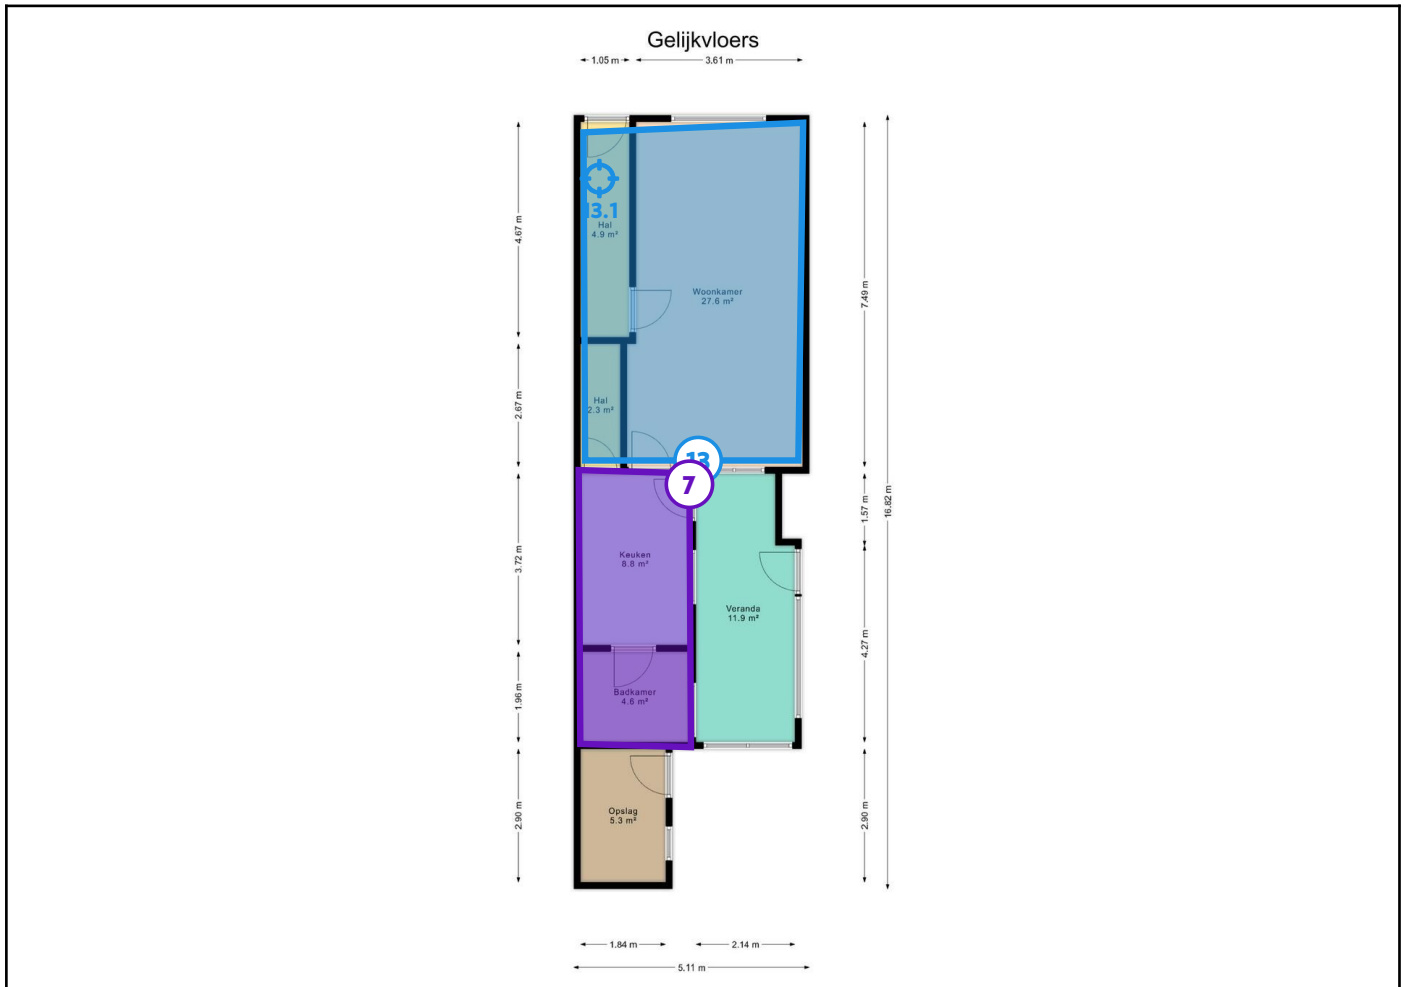 Gelijkvloers
1.05 m
3.61 m
13.1
Hal
4.9 m²
4.67 m
Woonkamer
27.6 m²
7.49 m
Hal
2.3 m²
2.67 m
13
7
16.82 m
1.57 m
Keuken
8.8 m²
3.72 m
Veranda
11.9 m²
4.27 m
Badkamer
4.6 m²
1.96 m
Opslag
5.3 m²
2.90 m
2.90 m
1.84 m
2.14 m
5.11 m